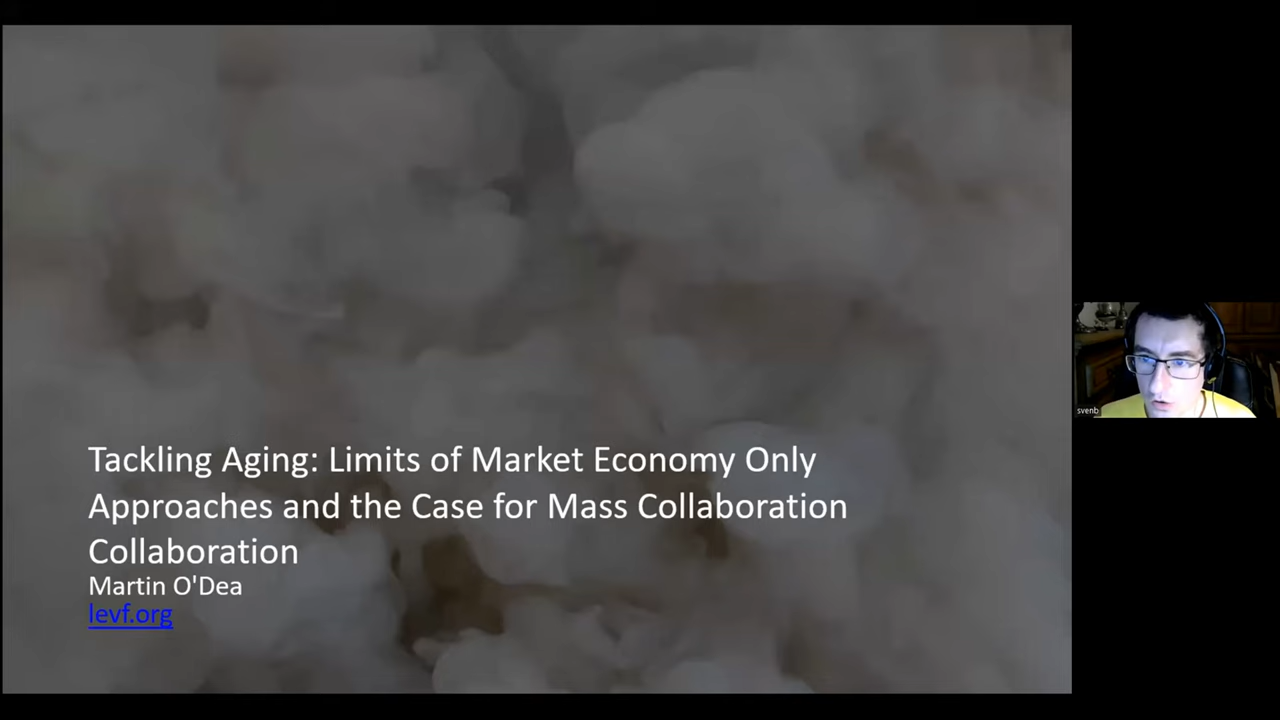 Tackling Aging: Limits of Market Economy Only
Approaches and the Case for Mass Collaboration
Collaboration
Martin O'Dea
levf.org
svenb